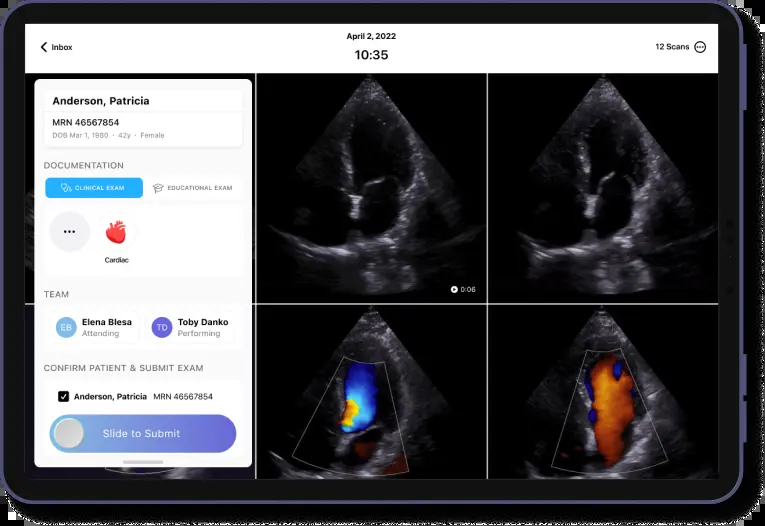 April 2, 2022
Inbox
10:35
12 Scans
Anderson, Patricia
MRN 46567854
DOB Mar 1, 1980 · 42y · Female
DOCUMENTATION
CLINICAL EXAM
EDUCATIONAL EXAM
Cardiac
0:06
TEAM
EB
Elena Blesa
Attending
TD
Toby Danko
Performing
CONFIRM PATIENT & SUBMIT EXAM
Anderson, Patricia MRN 46567854
Slide to Submit